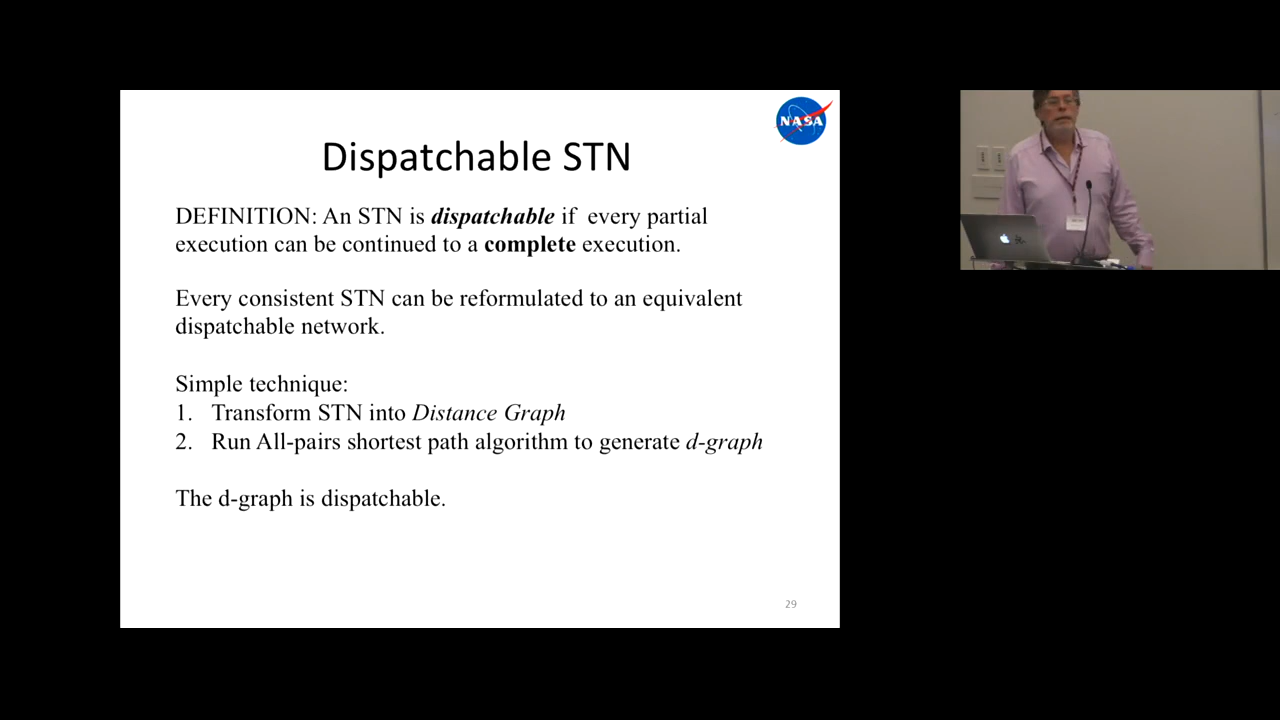 NASA
Dispatchable STN
DEFINITION: An STN is dispatchable if every partial
execution can be continued to a complete execution.
Every consistent STN can be reformulated to an equivalent
dispatchable network.
Simple technique:
1. Transform STN into Distance Graph
2. Run All-pairs shortest path algorithm to generate d-graph
The d-graph is dispatchable.
29